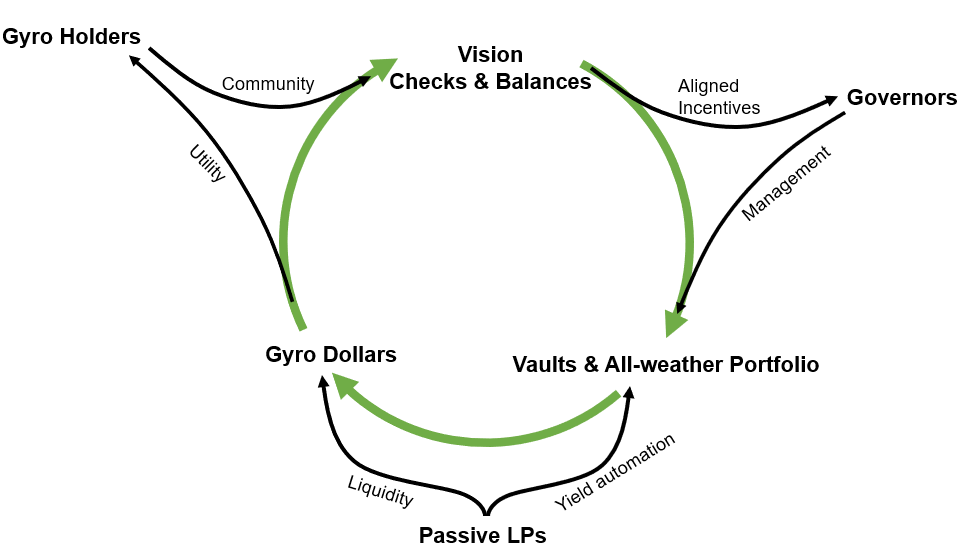 Gyro Holders
Vision
Checks & Balances
Community
Aligned
Incentives
Governors
Utility
Management
Gyro Dollars
Vaults & All-weather Portfolio
Liquidity
Yield automation
Passive LPs